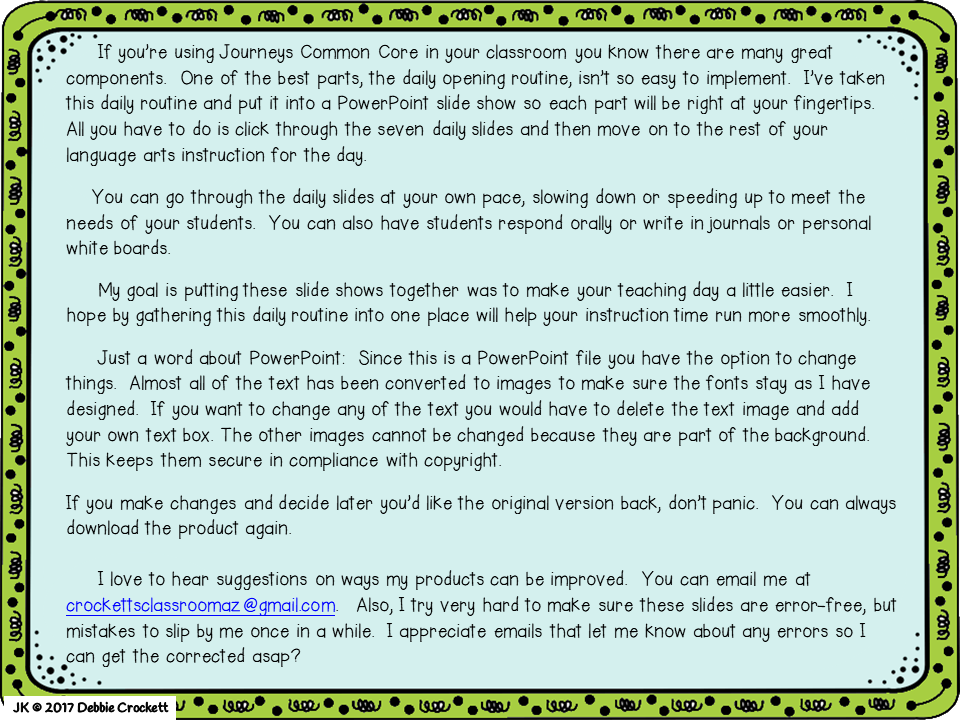 If you're using Journeys Common Core in your classroom you know there are many great
components. One of the best parts, the daily opening routine, isn't so easy to implement. I've taken
this daily routine and put it into a PowerPoint slide show so each part will be right at your fingertips.
All you have to do is click through the seven daily slides and then move on to the rest of your
language arts instruction for the day.
You can go through the daily slides at your own pace, slowing down or speeding up to meet the
needs of your students. You can also have students respond orally or write in journals or personal
white boards.
My goal is putting these slide shows together was to make your teaching day a little easier. I
hope by gathering this daily routine into one place will help your instruction time run more smoothly.
Just a word about PowerPoint: Since this is a PowerPoint file you have the option to change
things. Almost all of the text has been converted to images to make sure the fonts stay as I have
designed. If you want to change any of the text you would have to delete the text image and add
your own text box. The other images cannot be changed because they are part of the background.
This keeps them secure in compliance with copyright.
If you make changes and decide later you'd like the original version back, don't panic. You can always
download the product again.
I love to hear suggestions on ways my products can be improved. You can email me at
crockettsclassroomaz@gmail.com. Also, I try very hard to make sure these slides are error-free, but
mistakes to slip by me once in a while. I appreciate emails that let me know about any errors so I
can get the corrected asap?
JK © 2017 Debbie Crockett